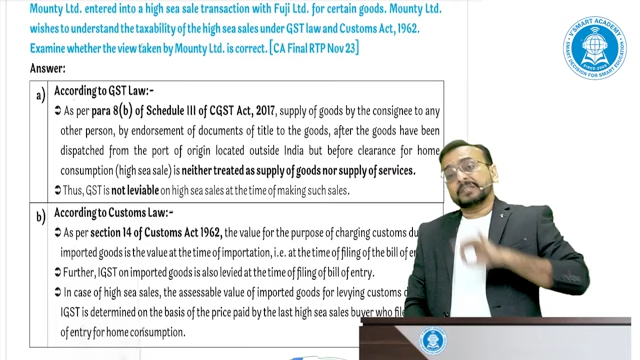 Mounty Ltd. entered into a high sea sale transaction with Fuji Ltd. for certain goods. Mounty Ltd.
wishes to understand the taxability of the high sea sales under GST law and Customs Act, 1962.
Examine whether the view taken by Mounty Ltd. is correct. [CA Final RTP Nov 23]
Answer:
a) According to GST Law:-
➲ As per para 8(b) of Schedule III of CGST Act, 2017, supply of goods by the consignee to any
other person, by endorsement of documents of title to the goods, after the goods have been
dispatched from the port of origin located outside India but before clearance for home
consumption (high sea sale) is neither treated as supply of goods nor supply of services.
➲ Thus, GST is not leviable on high sea sales at the time of making such sales.
b) According to Customs Law:-
➲ As per section 14 of Customs Act 1962, the value for the purpose of charging customs du
imported goods is the value at the time of importation, i.e. at the time of filing of the bill of en
➲ Further, IGST on imported goods is also levied at the time of filing of bill of entry.
➲ In case of high sea sales, the assessable value of imported goods for levying customs d
IGST is determined on the basis of the price paid by the last high sea sales buyer who file
of entry for home consumption.
V SMART ACADEMY
SMART DECISION FOR SMART EDUCATION